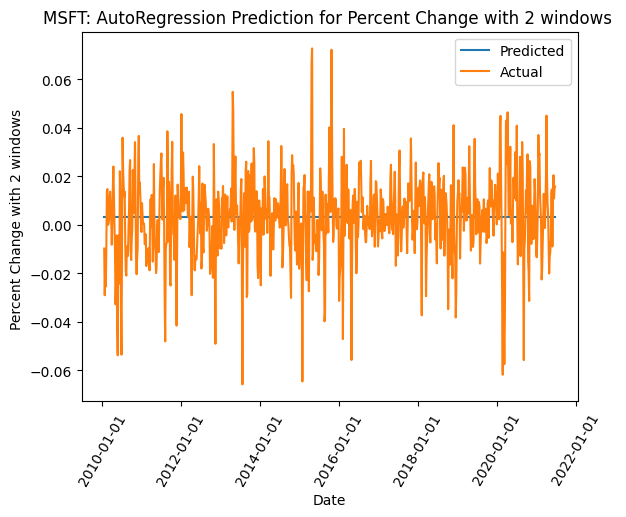 MSFT: AutoRegression Prediction for Percent Change with 2 windows
Predicted
Actual
Percent Change with 2 windows
0.06
0.04
0.02
0.00
−0.02
−0.04
−0.06
2010-01-01
2012-01-01
2014-01-01
2016-01-01
2018-01-01
2020-01-01
2022-01-01
Date